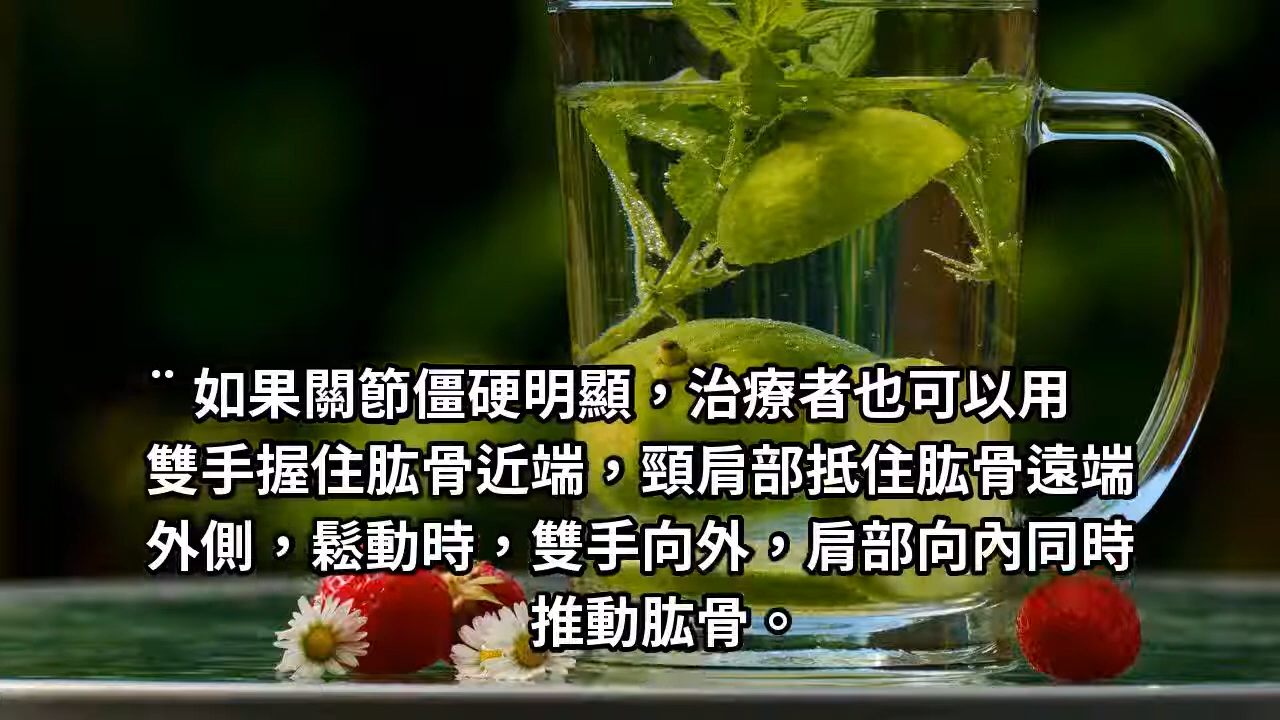 ¨ 如果關節僵硬明顯，治療者也可以用
雙手握住肱骨近端，頸肩部抵住肱骨遠端
外側，鬆動時，雙手向外，肩部向內同時
推動肱骨。